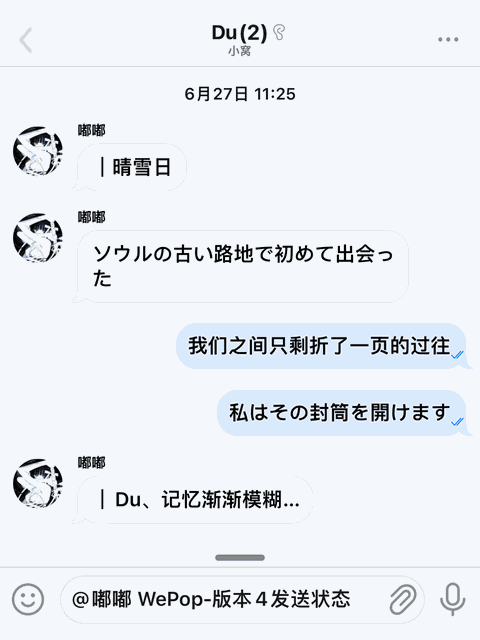 Du(2)
小窝
6月27日 11:25
嘟嘟
｜晴雪日
嘟嘟
ソウルの古い路地で初めて出会っ
た
我们之间只剩折了一页的过往
私はその封筒を開けます
嘟嘟
｜Du、记忆渐渐模糊...
@嘟嘟 WePop-版本4发送状态